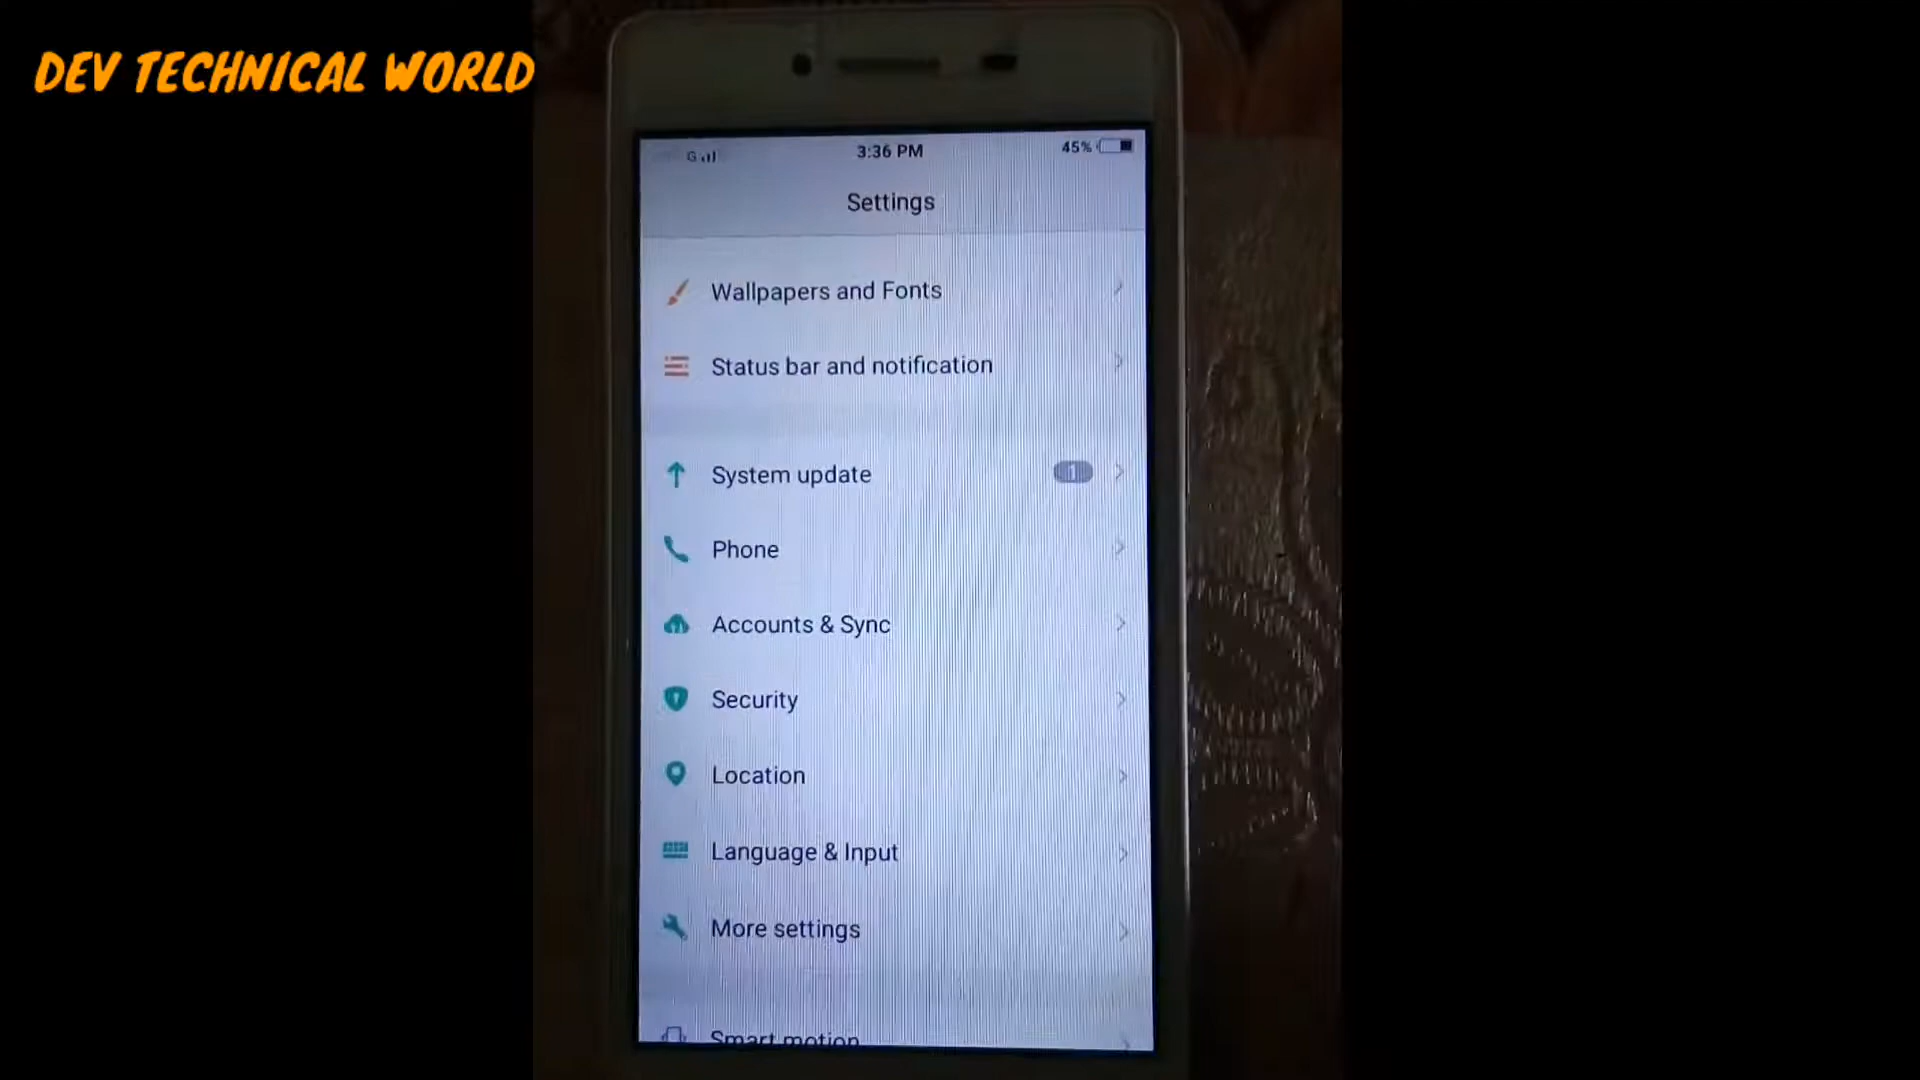 DEV TECHNICAL WORLD
G
3:36 PM
45%
Settings
Wallpapers and Fonts
Status bar and notification
System update
1
Phone
Accounts & Sync
Security
Location
Language & Input
More settings
Smart motion